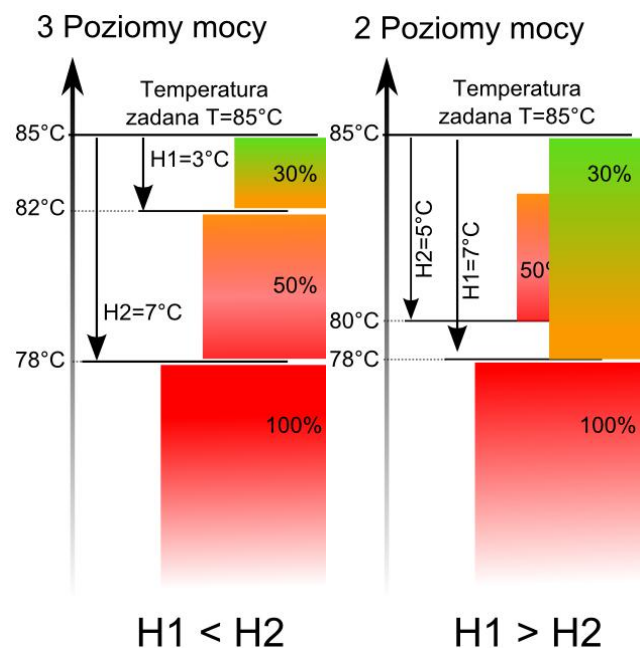 3 Poziomy mocy
Temperatura
zadana T=85°C
85°C
H1=3°C
30%
82°C
50%
H2=7°C
78°C
100%
H1 < H2
2 Poziomy mocy
Temperatura
zadana T=85°C
85°C
30%
H2=5°C
H1=7°C
50%
80°C
78°C
100%
H1 > H2